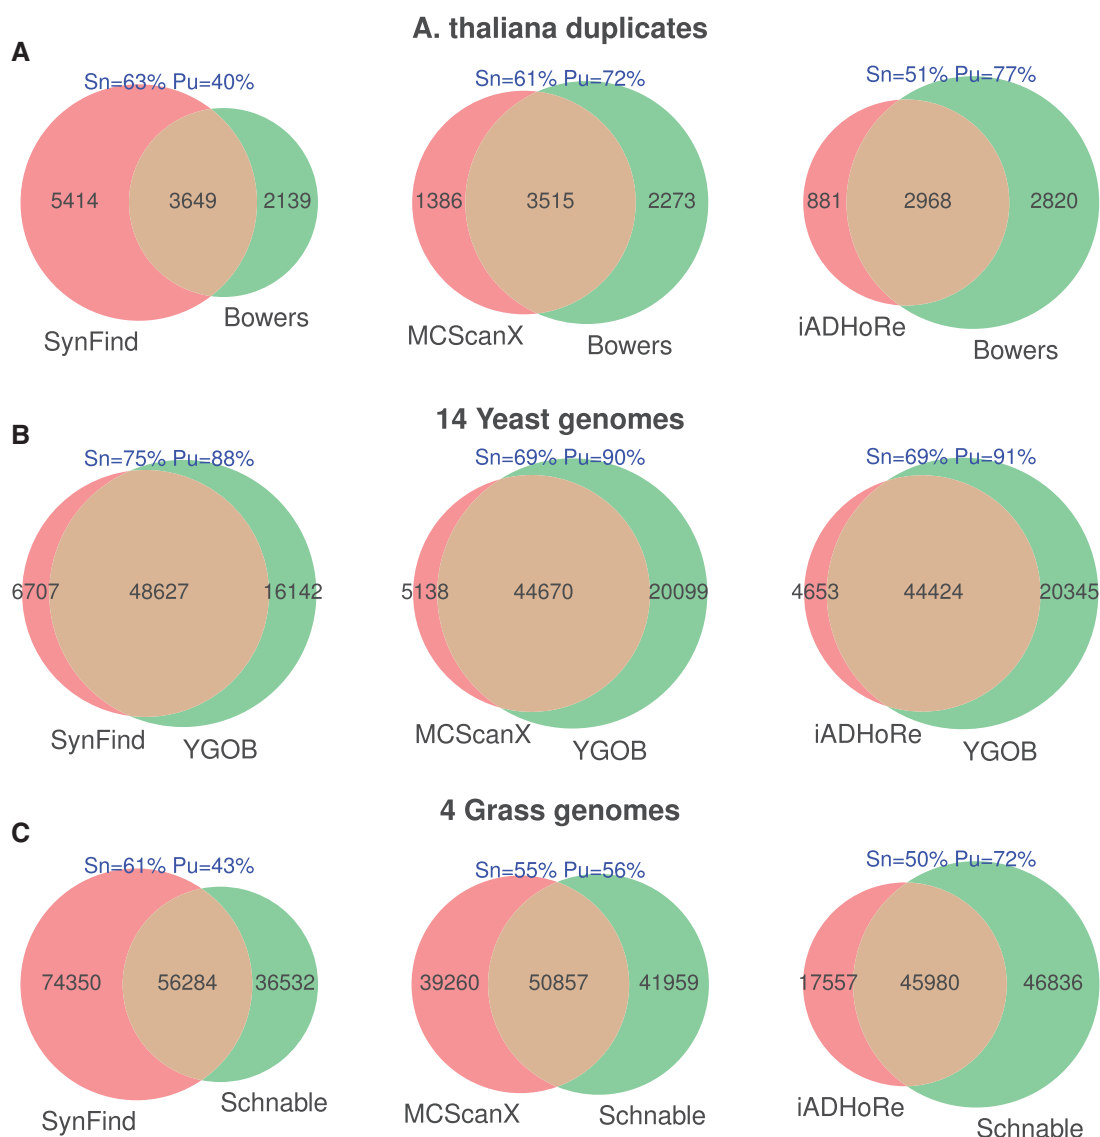 A. thaliana duplicates
A
Sn=63% Pu=40%
Sn=61% Pu=72%
Sn=51% Pu=77%
5414 3649 2139
1386 3515 2273
881 2968 2820
SynFind
Bowers
MCScanX
Bowers
iADHoRe
Bowers
14 Yeast genomes
B
Sn=75% Pu=88%
Sn=69% Pu=90%
Sn=69% Pu=91%
6707 48627 16142
5138 44670 20099
4653 44424 20345
SynFind
YGOB
MCScanX
YGOB
iADHoRe
YGOB
4 Grass genomes
C
Sn=61% Pu=43%
Sn=55% Pu=56%
Sn=50% Pu=72%
74350 56284 36532
39260 50857 41959
17557 45980 46836
SynFind
Schnable
MCScanX
Schnable
iADHoRe
Schnable